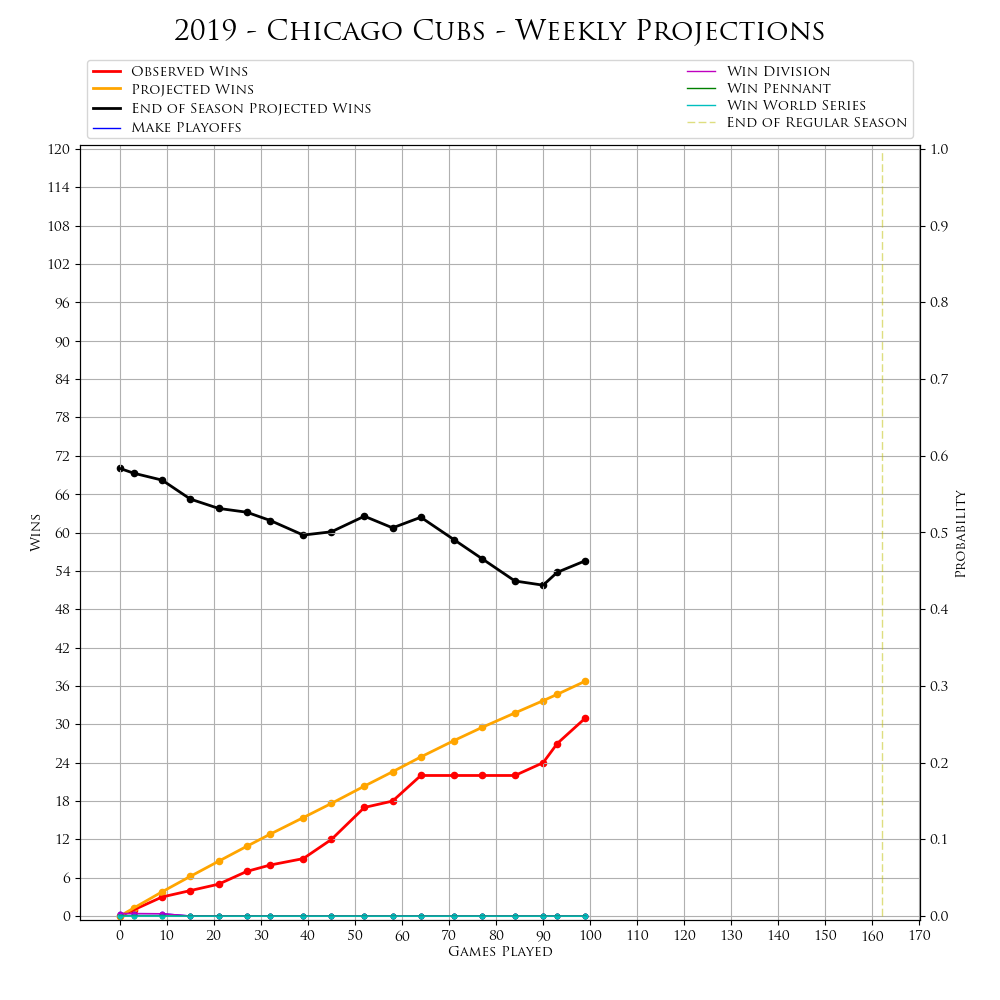 2019 - Chicago Cubs - Weekly Projections
Observed Wins
Projected Wins
End of Season Projected Wins
Make Playoffs
Win Division
Win Pennant
Win World Series
End of Regular Season
120
114
108
102
96
90
84
78
72
66
60
54
48
42
36
30
24
18
12
6
0
Wins
1.0
0.9
0.8
0.7
0.6
0.5
0.4
0.3
0.2
0.1
0.0
Probability
0 10 20 30 40 50 60 70 80 90 100 110 120 130 140 150 160 170
Games Played